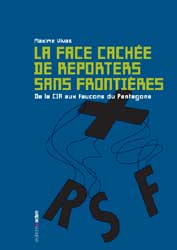 Maxime Vivas
LA FACE CACHÉE
DE REPORTERS
SANS FRONTIÈRES
De la CIA aux faucons du Pentagone
RSF